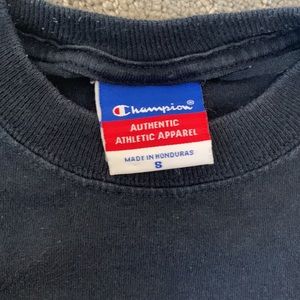 Champion
AUTHENTIC
ATHLETIC APPAREL
MADE IN HONDURAS
S